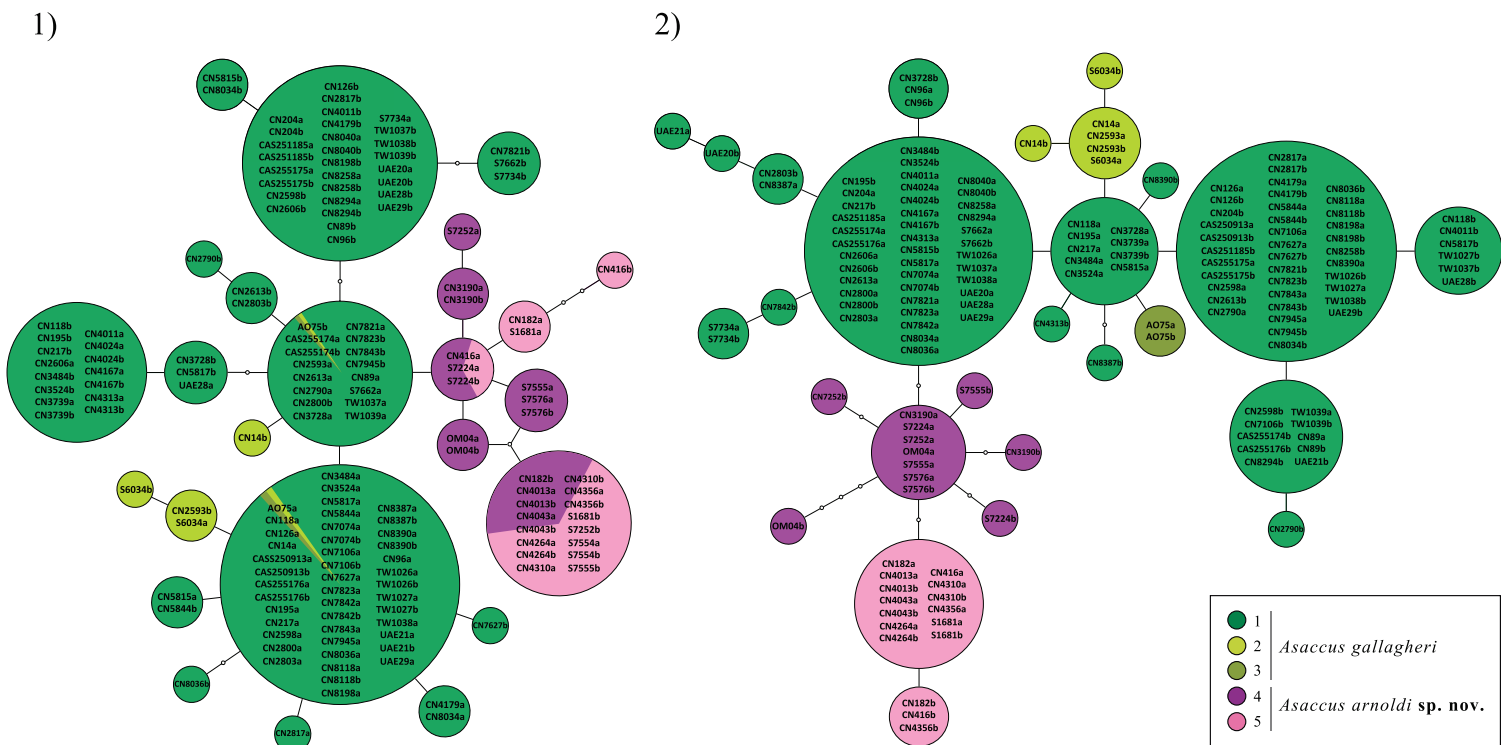 1)
CN5815b
CN8034b
CN126b
CN2817b
CN4011b
CN4179b
CN8040a
CN8040b
CN8198b
CN8258a
CN8258b
CN8294a
CN8294b
CN89b
CN96b
CN204a
CN204b
CAS251185a
CAS251185b
CAS255175a
CAS255175b
CN2598b
CN2606b
S7734a
TW1037b
TW1038b
TW1039b
UAE20a
UAE20b
UAE28b
UAE29b
CN7821b
S7662b
S7734b
CN2790b
CN2613b
CN2803b
CN118b
CN195b
CN217b
CN2606a
CN3484b
CN3524b
CN3739a
CN3739b
CN4011a
CN4024a
CN4024b
CN4167a
CN4167b
CN4313a
CN4313b
CN3728b
CN5817b
UAE28a
AO75b
CAS255174a
CAS255174b
CN2593a
CN2613a
CN2790a
CN2800b
CN3728a
CN7821a
CN7823b
CN7843b
CN7945b
CN89a
S7662a
TW1037a
TW1039a
CN14b
S7252a
CN3190a
CN3190b
CN416a
S7224a
S7224b
CN182a
S1681a
CN416b
S7555a
S7576a
S7576b
OM04a
OM04b
CN182b
CN4013a
CN4013b
CN4043a
CN4043b
CN4264a
CN4264b
CN4310a
CN4310b
CN4356a
CN4356b
S1681b
S7252b
S7554a
S7554b
S7555b
S6034b
CN2593b
S6034a
CN3484a
CN3524a
CN5817a
CN5844a
CN7074a
CN7074b
CN7106a
CN7106b
CN7627a
CN7823a
CN7842a
CN7842b
CN7843a
CN7945a
CN8036a
CN8118a
CN8118b
CN8198a
AO75a
CN118a
CN126a
CN14a
CASS250913a
CAS250913b
CAS255176a
CAS255176b
CN195a
CN217a
CN2598a
CN2800a
CN2803a
CN8387a
CN8387b
CN8390a
CN8390b
CN96a
TW1026a
TW1026b
TW1027a
TW1027b
TW1038a
UAE21a
UAE21b
UAE29a
CN5815a
CN5844b
CN8036b
CN2817a
CN4179a
CN8034a
CN7627b
2)
CN3728b
CN96a
CN96b
UAE21a
UAE20b
CN2803b
CN8387a
CN3484b
CN3524b
CN4011a
CN4024a
CN4024b
CN4167a
CN4167b
CN4313a
CN5815b
CN5817a
CN7074a
CN7074b
CN7821a
CN7823a
CN7842a
CN8034a
CN8036a
CN195b
CN204a
CN217b
CAS251185a
CAS255174a
CAS255176a
CN2606a
CN2606b
CN2613a
CN2800a
CN2800b
CN2803a
CN8040a
CN8040b
CN8258a
CN8294a
S7662a
S7662b
TW1026a
TW1037a
TW1038a
UAE20a
UAE28a
UAE29a
CN7842b
S7734a
S7734b
S6034b
CN14a
CN2593a
CN2593b
S6034a
CN14b
CN8390b
CN118a
CN195a
CN217a
CN3484a
CN3524a
CN3728a
CN3739a
CN3739b
CN5815a
CN4313b
CN8387b
AO75a
AO75b
CN2817a
CN2817b
CN4179a
CN4179b
CN5844a
CN5844b
CN7106a
CN7627a
CN7627b
CN7821b
CN7823b
CN7843a
CN7843b
CN7945a
CN7945b
CN8034b
CN126a
CN126b
CN204b
CAS250913a
CAS250913b
CAS251185b
CAS255175a
CAS255175b
CN2598a
CN2613b
CN2790a
CN8036b
CN8118a
CN8118b
CN8198a
CN8198b
CN8258b
CN8390a
TW1026b
TW1027a
TW1038b
UAE29b
CN118b
CN4011b
CN5817b
TW1027b
TW1037b
UAE28b
CN2598b
CN7106b
CAS255174b
CAS255176b
CN8294b
TW1039a
TW1039b
CN89a
CN89b
UAE21b
CN2790b
CN7252b
S7555b
CN3190a
S7224a
S7252a
OM04a
S7555a
S7576a
S7576b
CN3190b
OM04b
S7224b
CN182a
CN4013a
CN4013b
CN4043a
CN4043b
CN4264a
CN4264b
CN416a
CN4310a
CN4310b
CN4356a
S1681a
S1681b
CN182b
CN416b
CN4356b
1
2
3
Asaccus gallagheri
4
5
Asaccus arnoldi sp. nov.